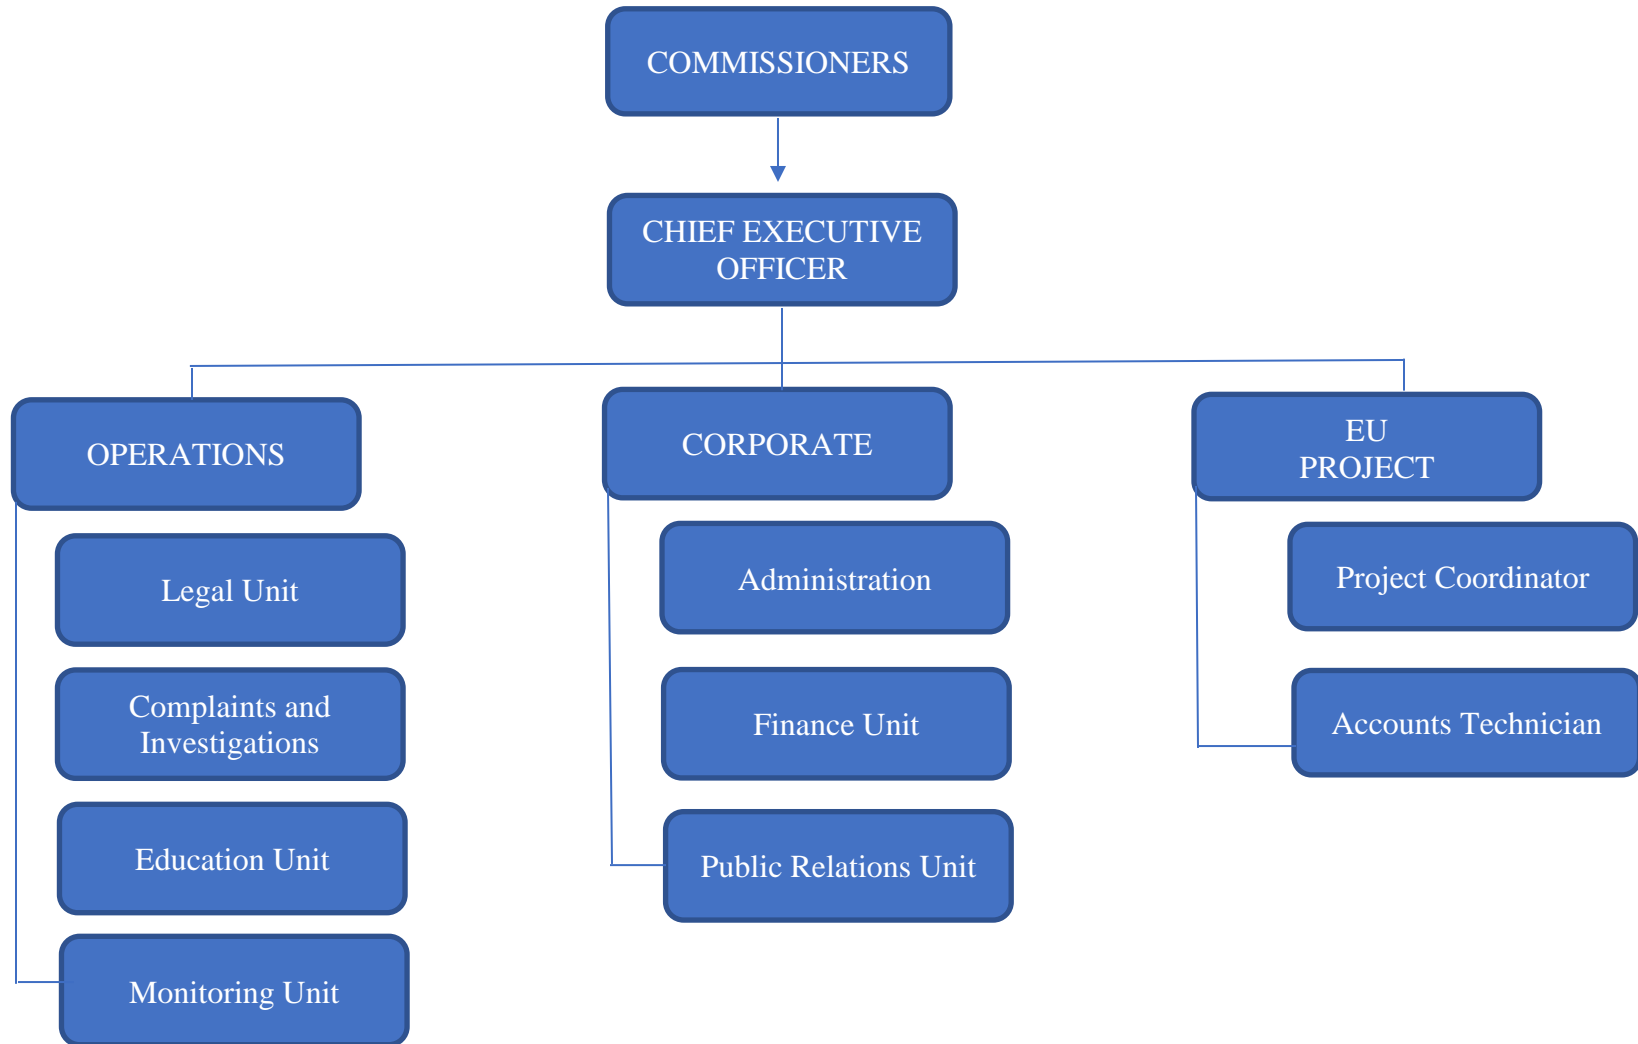 COMMISSIONERS
CHIEF EXECUTIVE
OFFICER
OPERATIONS
Legal Unit
Complaints and
Investigations
Education Unit
Monitoring Unit
CORPORATE
Administration
Finance Unit
Public Relations Unit
EU
PROJECT
Project Coordinator
Accounts Technician